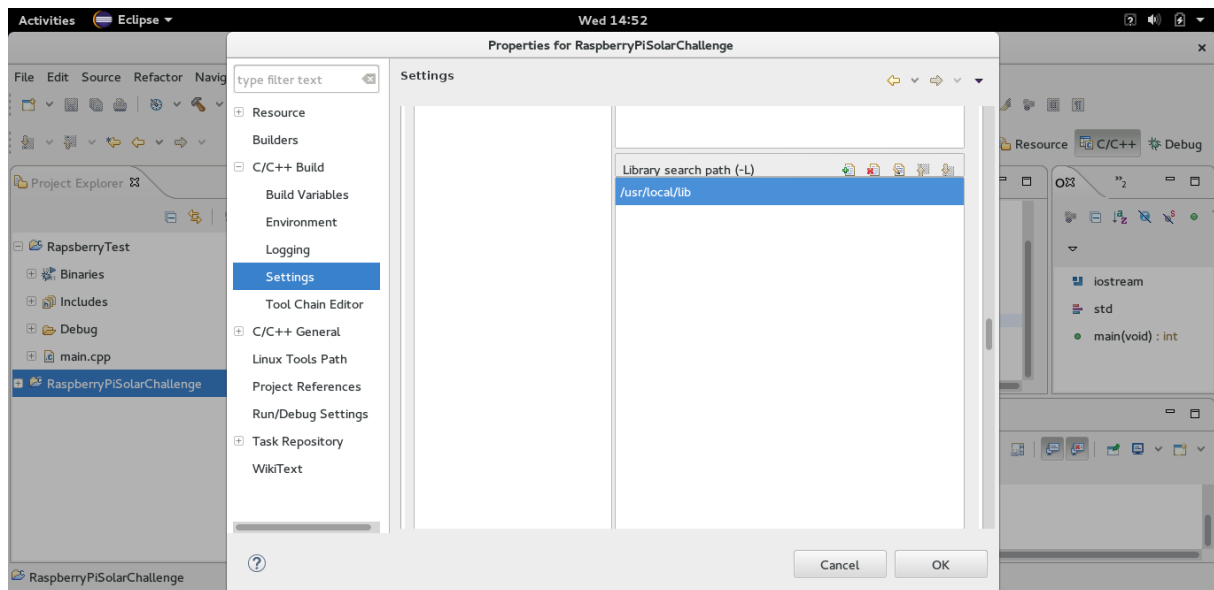 Activities
Eclipse
Wed 14:52
Properties for RaspberryPiSolarChallenge
File Edit Source Refactor Navig
type filter text
Settings
Resource
Builders
C/C++ Build
Build Variables
Environment
Logging
Settings
Tool Chain Editor
C/C++ General
Linux Tools Path
Project References
Run/Debug Settings
Task Repository
WikiText
Library search path (-L)
/usr/local/lib
Cancel
OK
Project Explorer
RapsberryTest
Binaries
Includes
Debug
main.cpp
RaspberryPiSolarChallenge
RaspberryPiSolarChallenge
Resource
C/C++
Debug
O
»2
iostream
std
main(void) : int